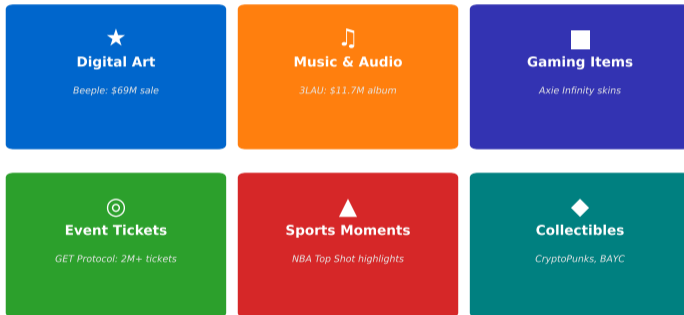 Digital Art
Beeple: $69M sale
Music & Audio
3LAU: $11.7M album
Gaming Items
Axie Infinity skins
Event Tickets
GET Protocol: 2M+ tickets
Sports Moments
NBA Top Shot highlights
Collectibles
CryptoPunks, BAYC